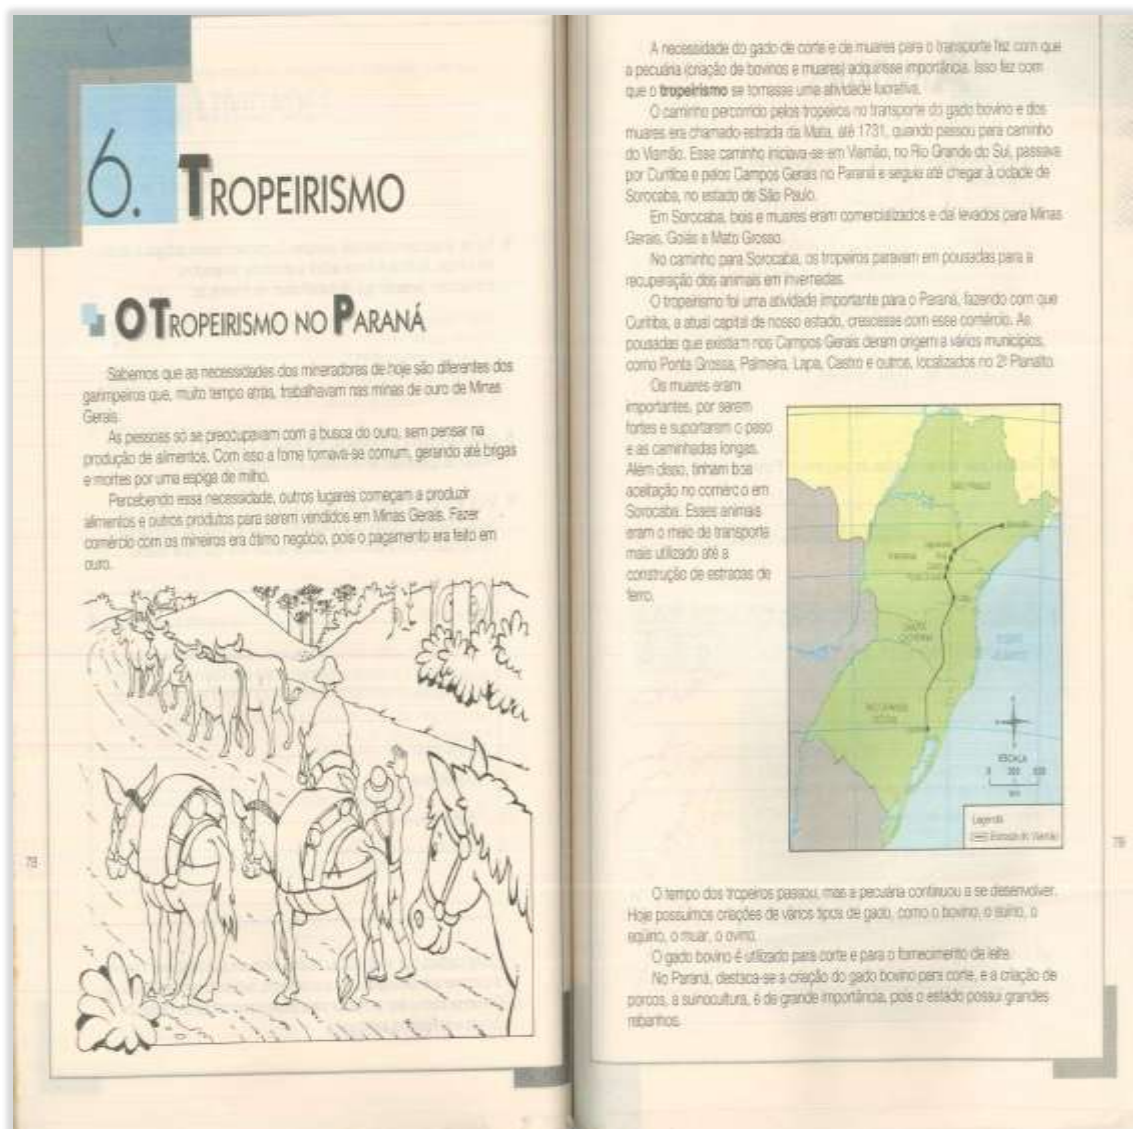 6. TROPEIRISMO
O TROPEIRISMO NO PARANÁ
Sabemos que as necessidades dos mineradores de hoje são diferentes dos
garimpeiros que, muito tempo atrás, trabalhavam nas minas de ouro de Minas
Gerais.
As pessoas só se preocupavam com a busca do ouro, sem pensar na
produção de alimentos. Com isso a fome tornava-se comum, gerando até brigas
e mortes por uma espiga de milho.
Percebendo essa necessidade, outros lugares começam a produzir
alimentos e outros produtos para serem vendidos em Minas Gerais. Fazer
comércio com os mineiros era ótimo negócio, pois o pagamento era feito em
ouro.
78
A necessidade do gado de corte e de muares para o transporte fez com que
a pecuária (criação de bovinos e muares) adquirisse importância. Isso fez com
que o tropeirismo se tornasse uma atividade lucrativa.
O caminho percorrido pelos tropeiros no transporte do gado bovino e dos
muares era chamado estrada da Mata, até 1731, quando passou para caminho
do Viamão. Esse caminho iniciava-se em Viamão, no Rio Grande do Sul, passava
por Curitiba e pelos Campos Gerais no Paraná e seguia até chegar à cidade de
Sorocaba, no estado de São Paulo.
Em Sorocaba, bois e muares eram comercializados e daí levados para Minas
Gerais, Goiás e Mato Grosso.
No caminho para Sorocaba, os tropeiros paravam em pousadas para a
recuperação dos animais em invernadas.
O tropeirismo foi uma atividade importante para o Paraná, fazendo com que
Curitiba, a atual capital de nosso estado, crescesse com esse comércio. As
pousadas que existiam nos Campos Gerais deram origem a vários municípios,
como Ponta Grossa, Palmeira, Lapa, Castro e outros, localizados no 2º Planalto.
Os muares eram
importantes, por serem
fortes e suportarem o peso
e as caminhadas longas.
Além disso, tinham boa
aceitação no comércio em
Sorocaba. Esses animais
eram o meio de transporte
mais utilizado até a
construção de estradas de
ferro.
SÃO PAULO
SANTA
CATARINA
RIO GRANDE
DO SUL
ESCALA
km
Legenda
Estrada do Viamão
O tempo dos tropeiros passou, mas a pecuária continuou a se desenvolver.
Hoje possuímos criações de vários tipos de gado, como o bovino, o suíno, o
eqüino, o muar, o ovino.
O gado bovino é utilizado para corte e para o fornecimento de leite.
No Paraná, destaca-se a criação do gado bovino para corte, e a criação de
porcos, a suinocultura, é de grande importância, pois o estado possui grandes
rebanhos.
79